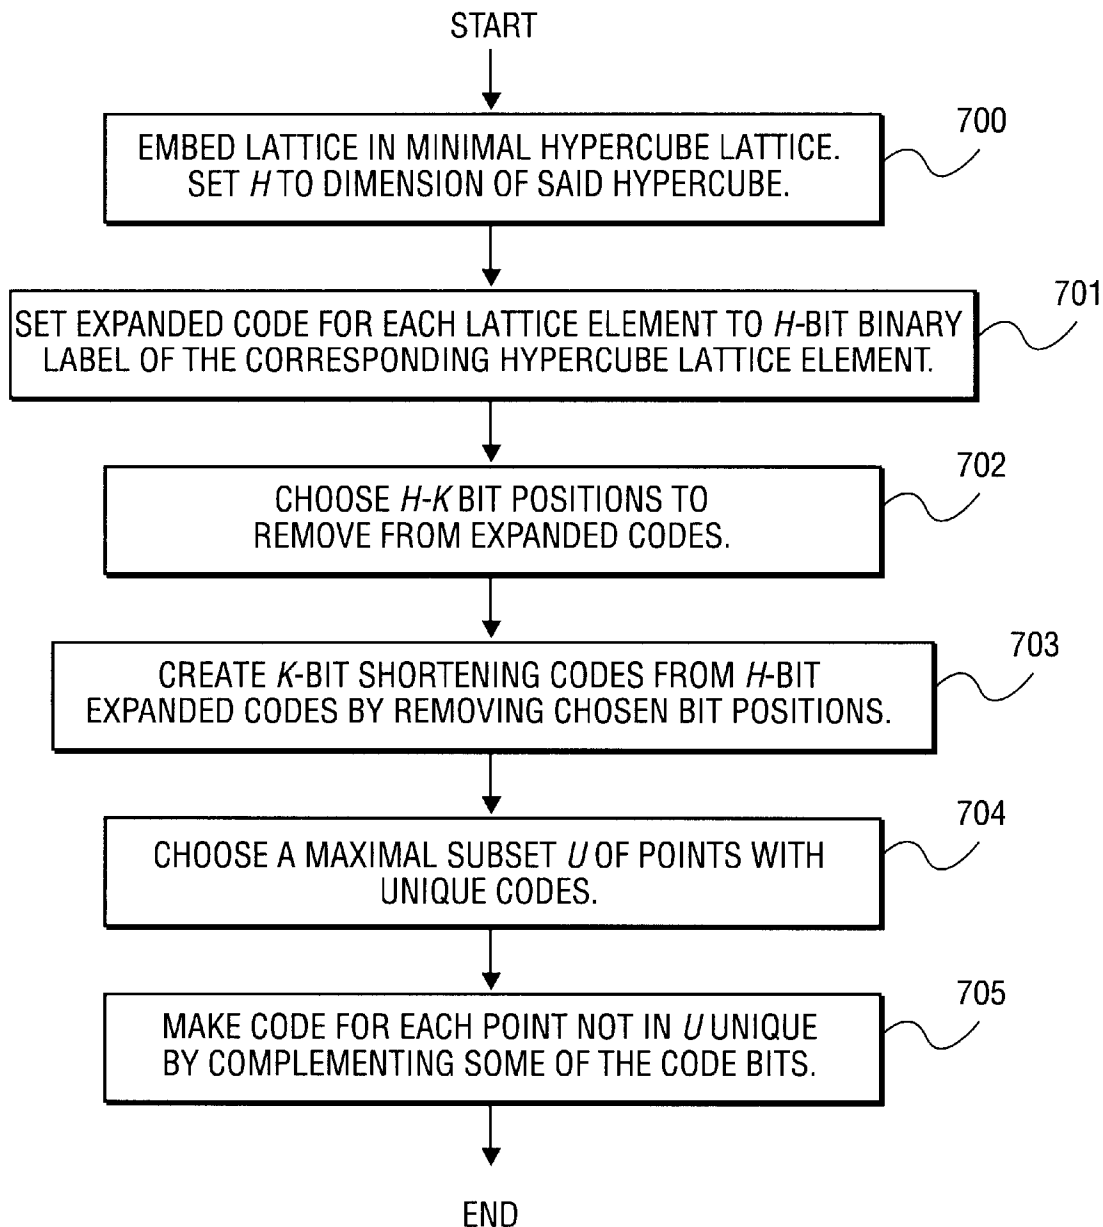 START
700
EMBED LATTICE IN MINIMAL HYPERCUBE LATTICE.
SET H TO DIMENSION OF SAID HYPERCUBE.
701
SET EXPANDED CODE FOR EACH LATTICE ELEMENT TO H-BIT BINARY
LABEL OF THE CORRESPONDING HYPERCUBE LATTICE ELEMENT.
702
CHOOSE H-K BIT POSITIONS TO
REMOVE FROM EXPANDED CODES.
703
CREATE K-BIT SHORTENING CODES FROM H-BIT
EXPANDED CODES BY REMOVING CHOSEN BIT POSITIONS.
704
CHOOSE A MAXIMAL SUBSET U OF POINTS WITH
UNIQUE CODES.
705
MAKE CODE FOR EACH POINT NOT IN U UNIQUE
BY COMPLEMENTING SOME OF THE CODE BITS.
END